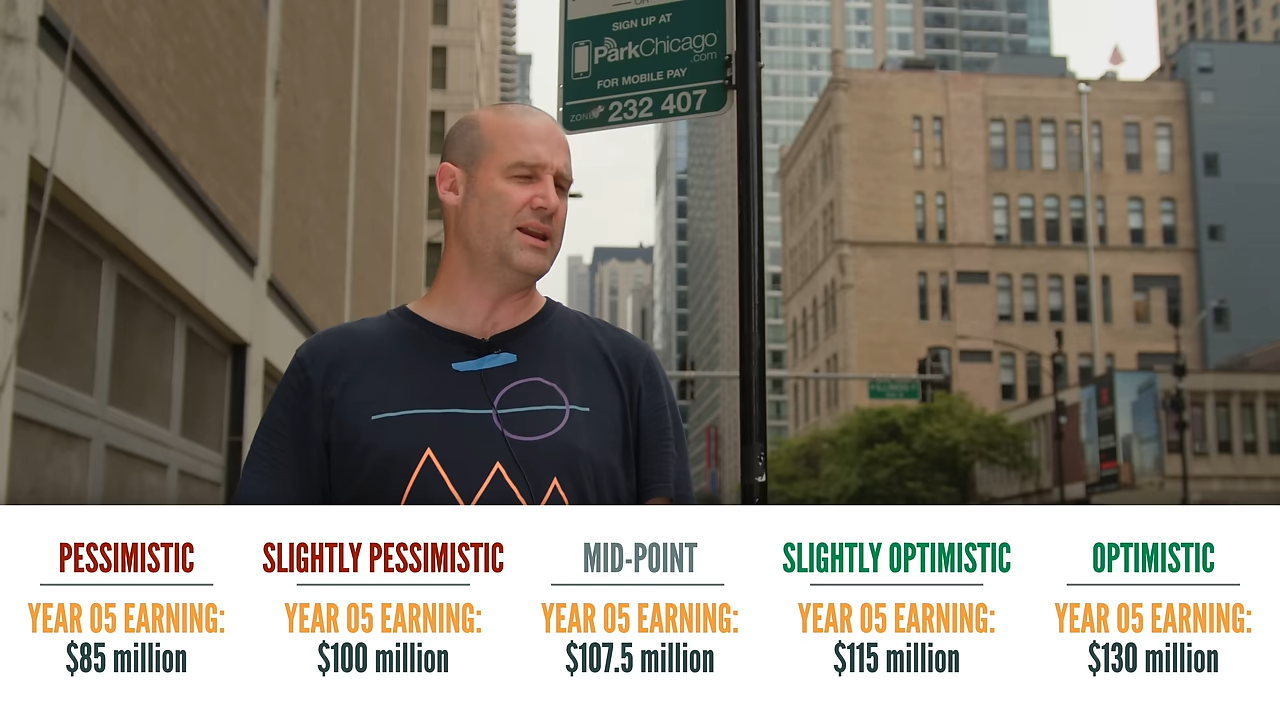 SIGN UP AT
ParkChicago
.com
FOR MOBILE PAY
ZONE 232 407
PESSIMISTIC
SLIGHTLY PESSIMISTIC
MID-POINT
SLIGHTLY OPTIMISTIC
OPTIMISTIC
YEAR 05 EARNING:
YEAR 05 EARNING:
YEAR 05 EARNING:
YEAR 05 EARNING:
YEAR 05 EARNING:
$85 million
$100 million
$107.5 million
$115 million
$130 million